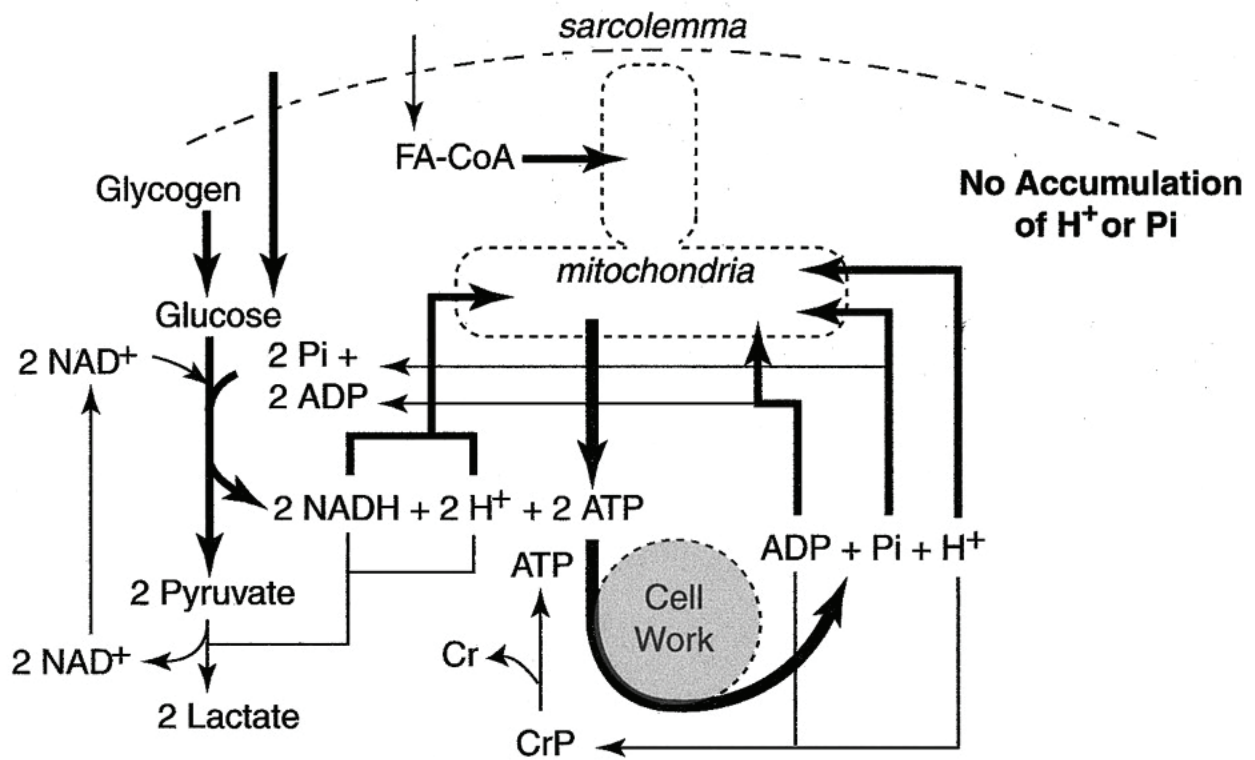 sarcolemma
FA-CoA
Glycogen
No Accumulation
of H+ or Pi
mitochondria
Glucose
2 NAD+
2 Pi +
2 ADP
2 NADH + 2 H+ + 2 ATP
ADP + Pi + H+
ATP
Cell
Work
2 Pyruvate
2 NAD+
Cr
2 Lactate
CrP